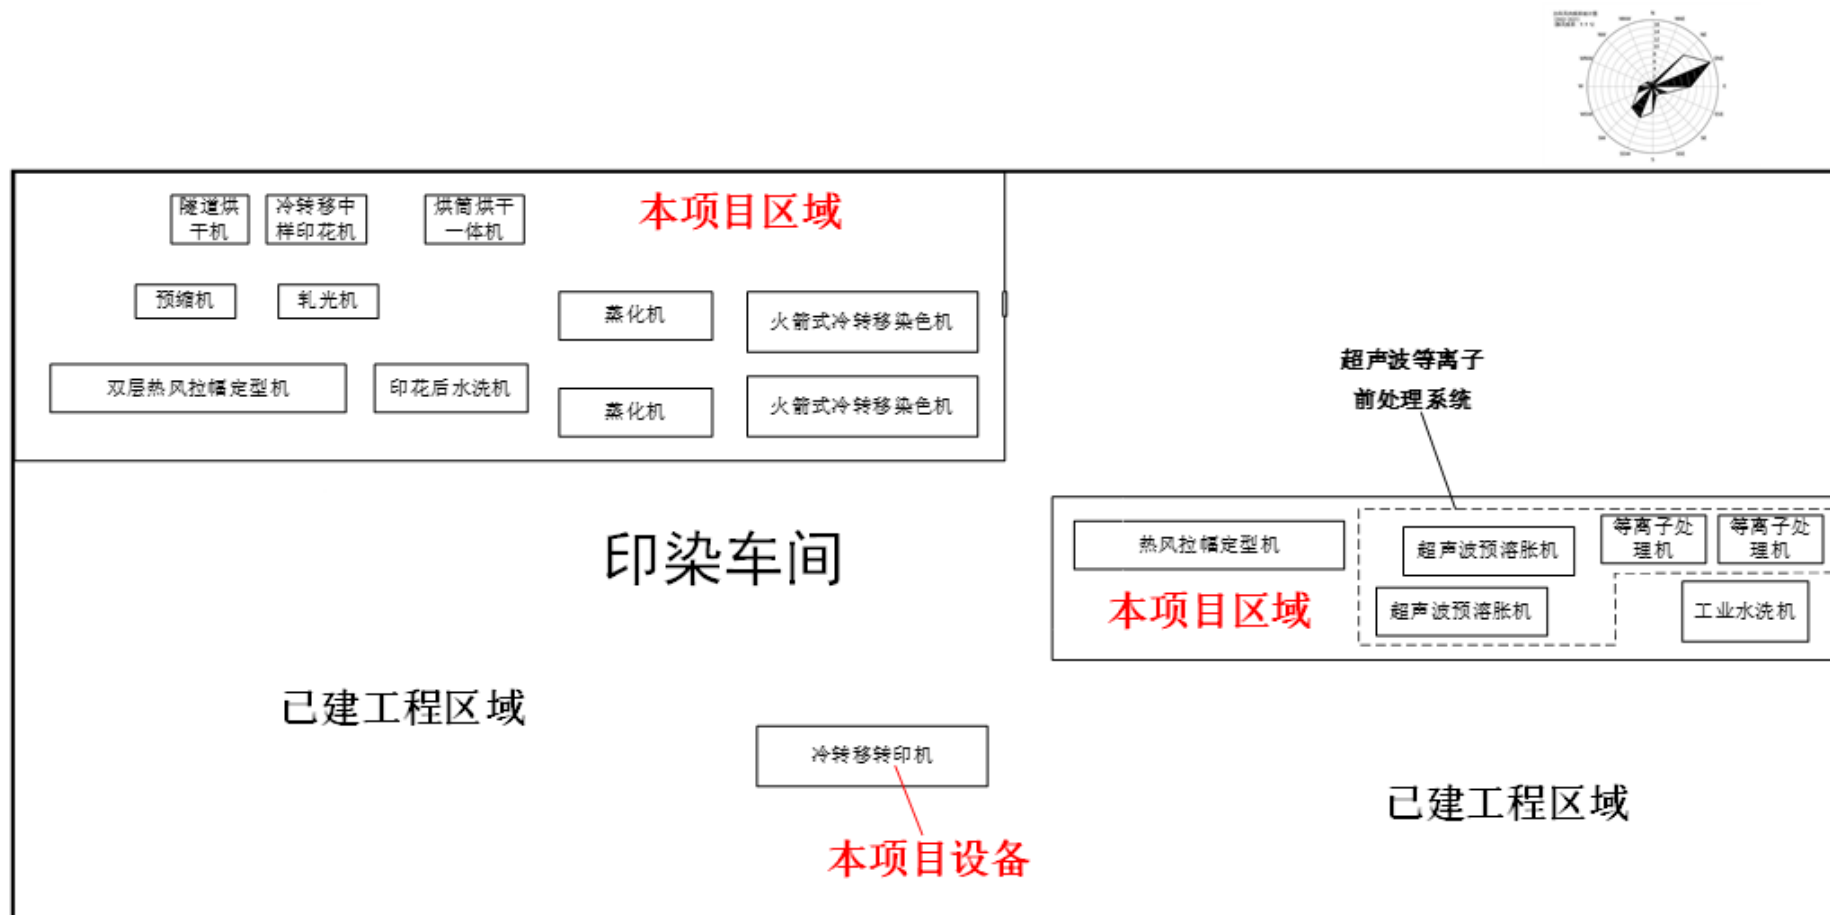 隧道烘
干机
冷转移中
样印花机
烘筒烘干
一体机
本项目区域
预缩机
轧光机
蒸化机
火箭式冷转移染色机
双层热风拉幅定型机
印花后水洗机
蒸化机
火箭式冷转移染色机
超声波等离子
前处理系统
印染车间
热风拉幅定型机
超声波预溶胀机
等离子处
理机
等离子处
理机
本项目区域
超声波预溶胀机
工业水洗机
已建工程区域
冷转移转印机
已建工程区域
本项目设备